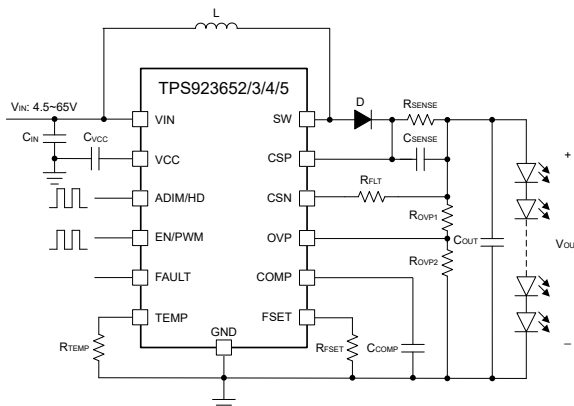 L
TPS923652/3/4/5
VIN: 4.5~65V
VIN
SW
D
RSENSE
CIN
CVCC
CSENSE
VCC
CSP
ADIM/HD
CSN
RFLT
ROVP1
EN/PWM
OVP
COUT
ROVP2
+
VOU
–
FAULT
COMP
TEMP
FSET
GND
RTEMP
RFSET
CCOMP